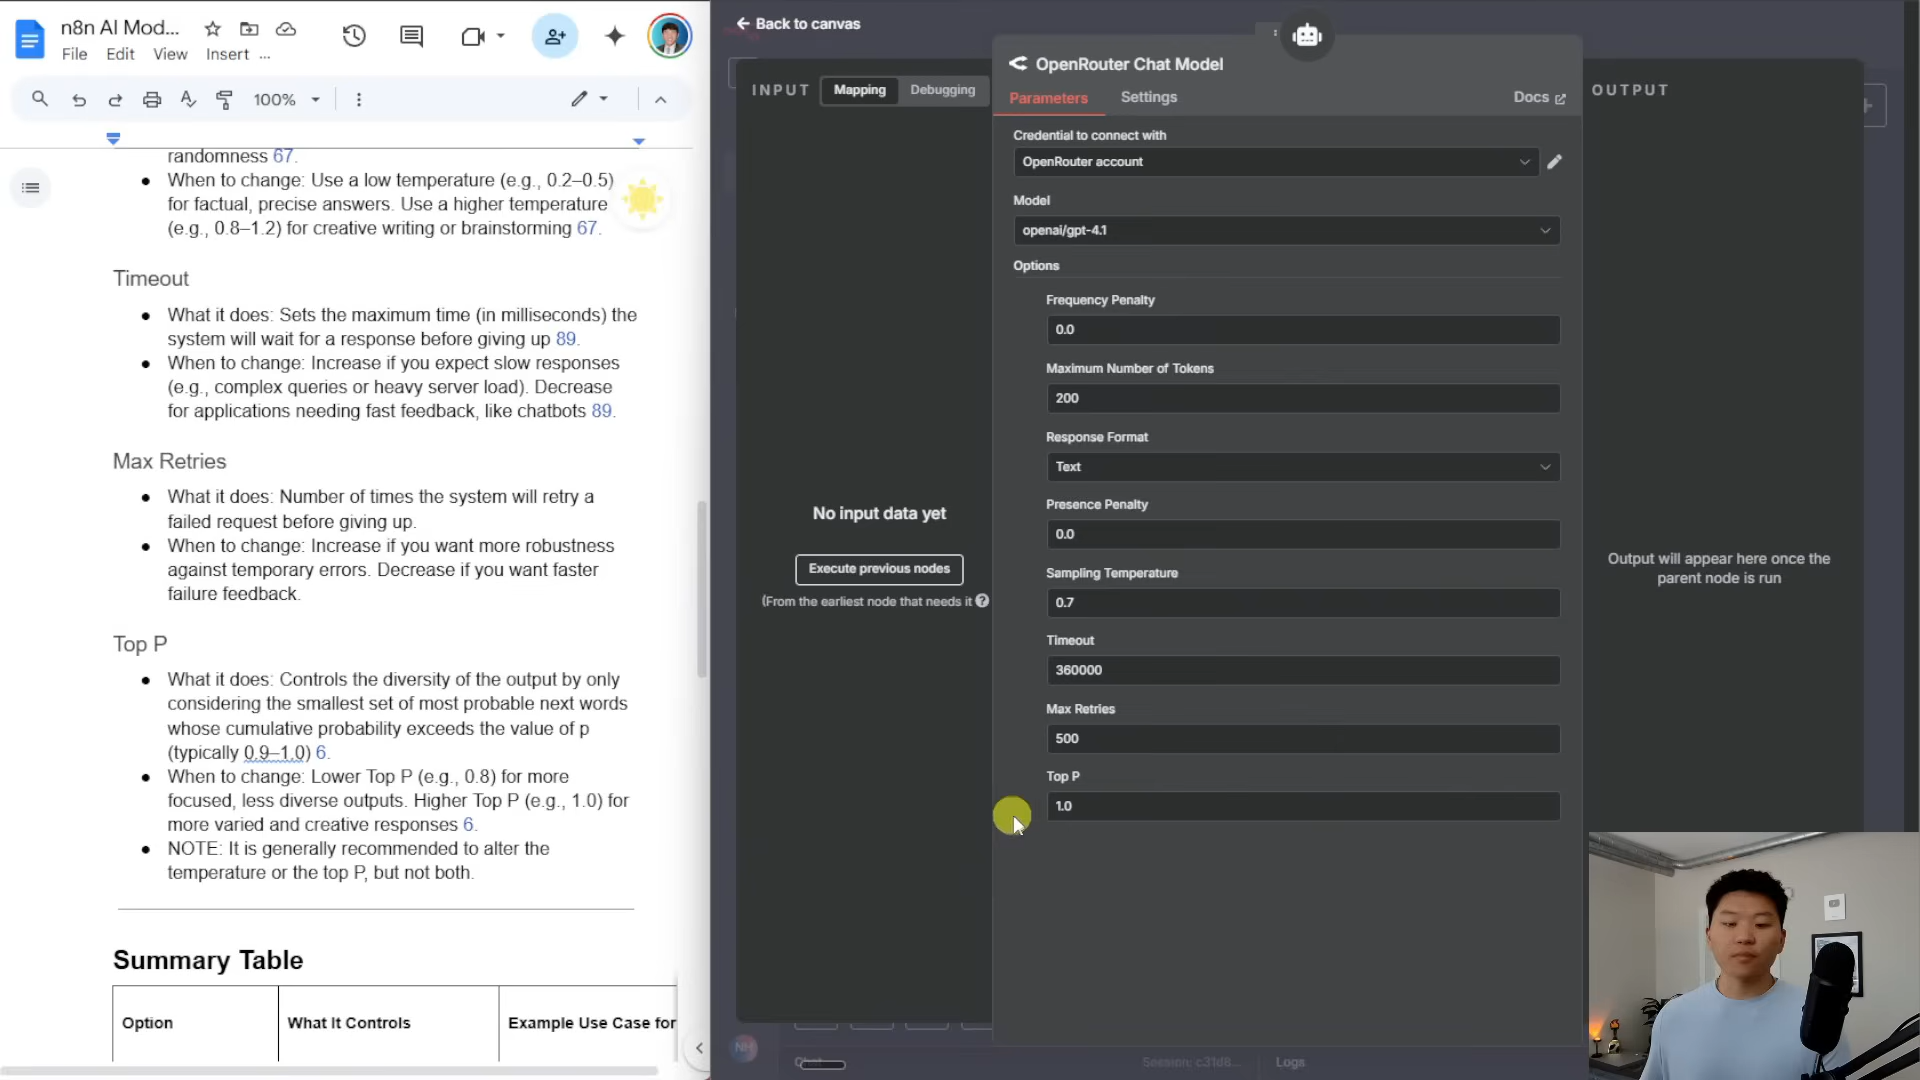 n8n AI Mod...
File Edit View Insert ...
100%
randomness 67.
When to change: Use a low temperature (e.g., 0.2–0.5)
for factual, precise answers. Use a higher temperature
(e.g., 0.8–1.2) for creative writing or brainstorming 67.
Timeout
What it does: Sets the maximum time (in milliseconds) the
system will wait for a response before giving up 89.
When to change: Increase if you expect slow responses
(e.g., complex queries or heavy server load). Decrease
for applications needing fast feedback, like chatbots 89.
Max Retries
What it does: Number of times the system will retry a
failed request before giving up.
When to change: Increase if you want more robustness
against temporary errors. Decrease if you want faster
failure feedback.
Top P
What it does: Controls the diversity of the output by only
considering the smallest set of most probable next words
whose cumulative probability exceeds the value of p
(typically 0.9–1.0) 6.
When to change: Lower Top P (e.g., 0.8) for more
focused, less diverse outputs. Higher Top P (e.g., 1.0) for
more varied and creative responses 6.
NOTE: It is generally recommended to alter the
temperature or the top P, but not both.
Summary Table
Option What It Controls Example Use Case for
Back to canvas
INPUT Mapping Debugging
No input data yet
Execute previous nodes
(From the earliest node that needs it
OpenRouter Chat Model
Parameters Settings Docs
Credential to connect with
OpenRouter account
Model
openai/gpt-4.1
Options
Frequency Penalty
0.0
Maximum Number of Tokens
200
Response Format
Text
Presence Penalty
0.0
Sampling Temperature
0.7
Timeout
360000
Max Retries
500
Top P
1.0
OUTPUT
Output will appear here once the
parent node is run
NH
Session: c31d8...
Logs